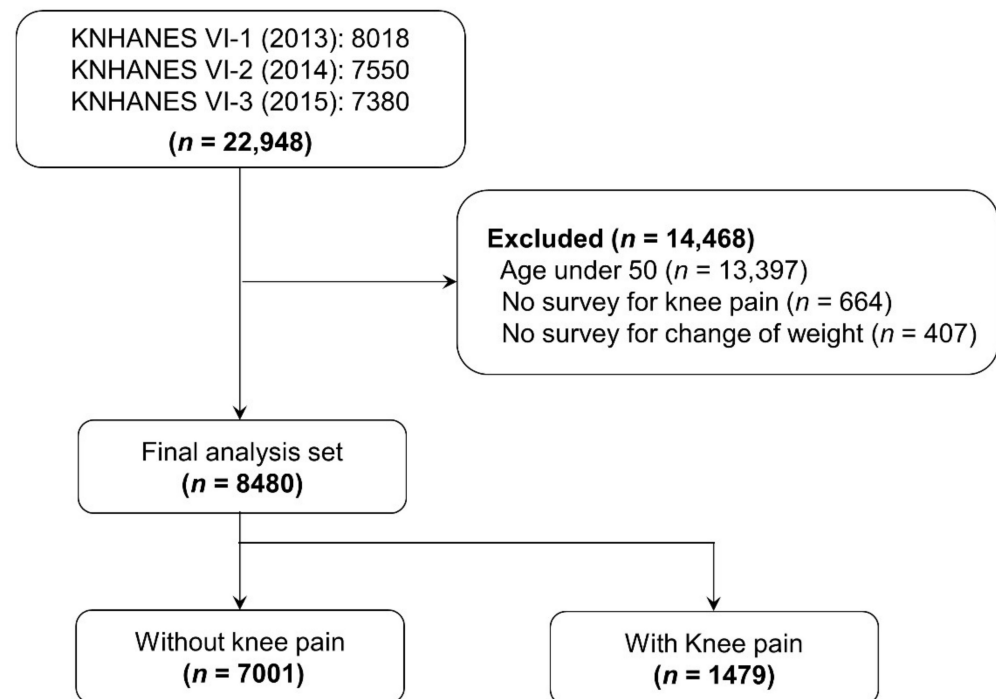 KNHANES VI-1 (2013): 8018
KNHANES VI-2 (2014): 7550
KNHANES VI-3 (2015): 7380
(n = 22,948)
Excluded (n = 14,468)
Age under 50 (n = 13,397)
No survey for knee pain (n = 664)
No survey for change of weight (n = 407)
Final analysis set
(n = 8480)
Without knee pain
(n = 7001)
With Knee pain
(n = 1479)